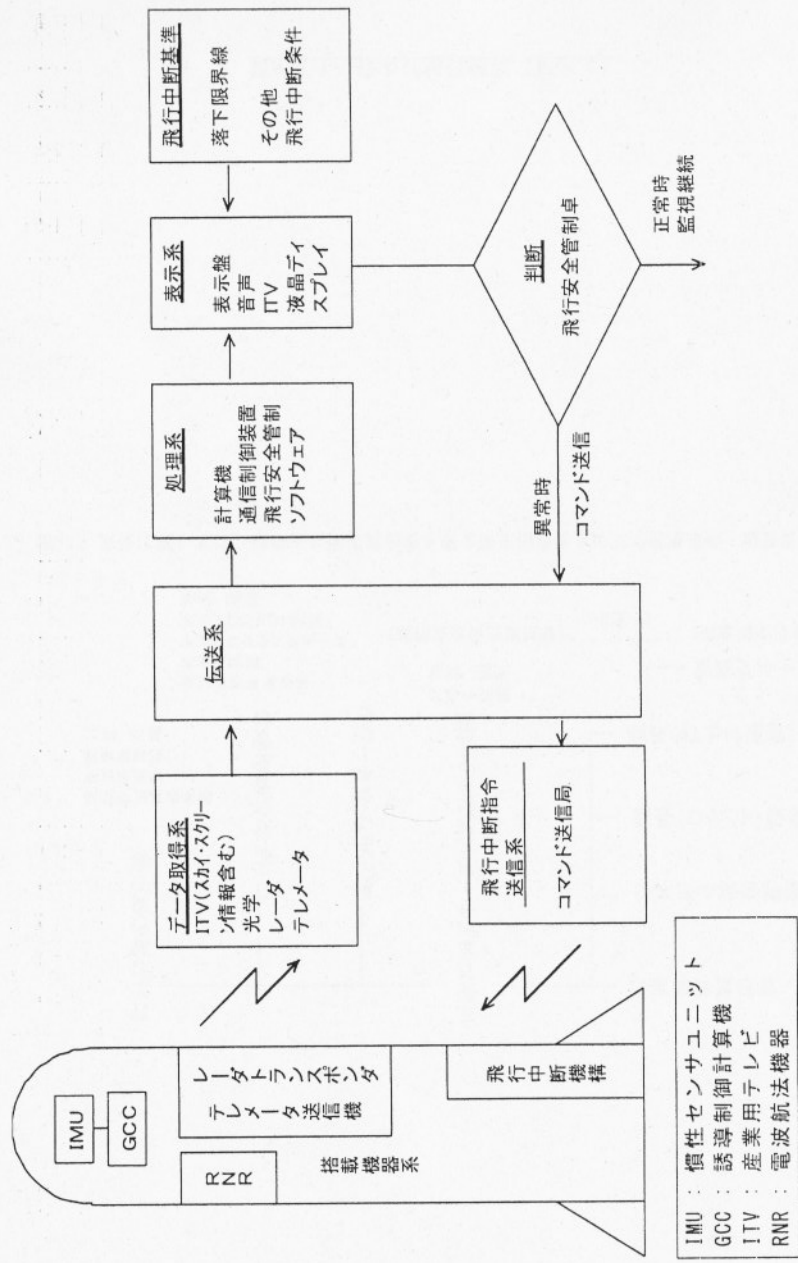 IMU
GCC
RNR
レーダトランスポンダ
テレメータ送信機
搭載機器系
飛行中断機構
データ取得系
ITV(スカイ・スクリー
ン情報含む)
光学
レーダ
テレメータ
飛行中断指令
送信系
コマンド送信局
伝送系
処理系
計算機
通信制御装置
飛行安全管制
ソフトウェア
表示系
表示盤
音声
ITV
液晶ディ
スプレイ
飛行中断基準
落下限界線
その他
飛行中断条件
判断
飛行安全管制卓
異常時
コマンド送信
正常時
監視継続
IMU : 慣性センサユニット
GCC : 誘導制御計算機
ITV : 産業用テレビ
RNR : 電波航法機器